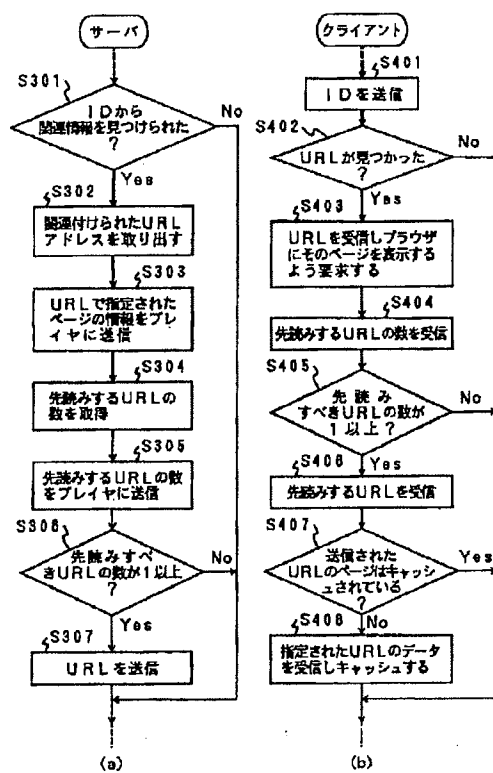 サーバ
S301
IDから
関連情報を見つけられた
?
No
Yes
S302
関連付けられたURL
アドレスを取り出す
S303
URLで指定された
ページの情報をプレイ
ヤに送信
S304
先読みするURLの
数を取得
S305
先読みするURLの数
をプレイヤに送信
S306
先読みすべ
きURLの数が1以上
?
No
Yes
S307
URLを送信
(a)
クライアント
S401
IDを送信
S402
URLが見つかった
?
No
Yes
S403
URLを受信しブラウザ
にそのページを表示する
よう要求する
S404
先読みするURLの数を受信
S405
先読み
すべきURLの数が
1以上?
No
Yes
S406
先読みするURLを受信
S407
送信された
URLのページはキャッシ
ュされている
?
Yes
No
S408
指定されたURLのデータ
を受信しキャッシュする
(b)